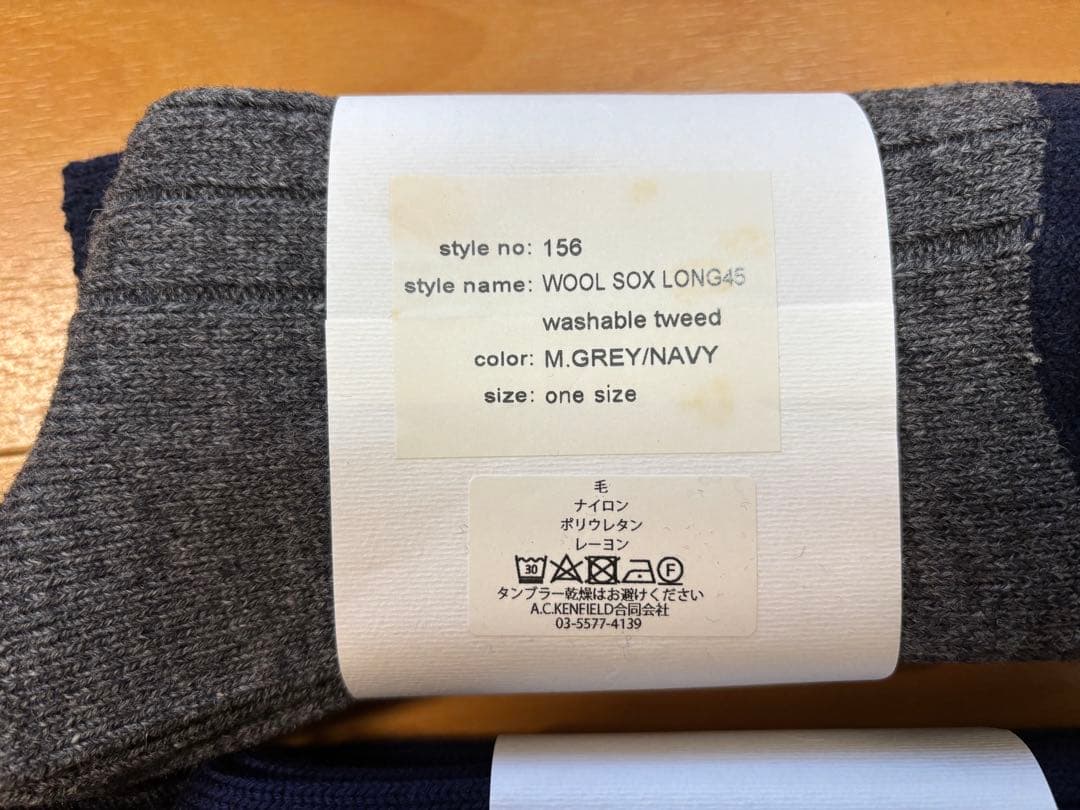 style no: 156
style name: WOOL SOX LONG45
washable tweed
color: M.GREY/NAVY
size: one size
毛
ナイロン
ポリウレタン
レーヨン
30 F
タンブラー乾燥はお避けください
A.C.KENFIELD合同会社
03-5577-4139